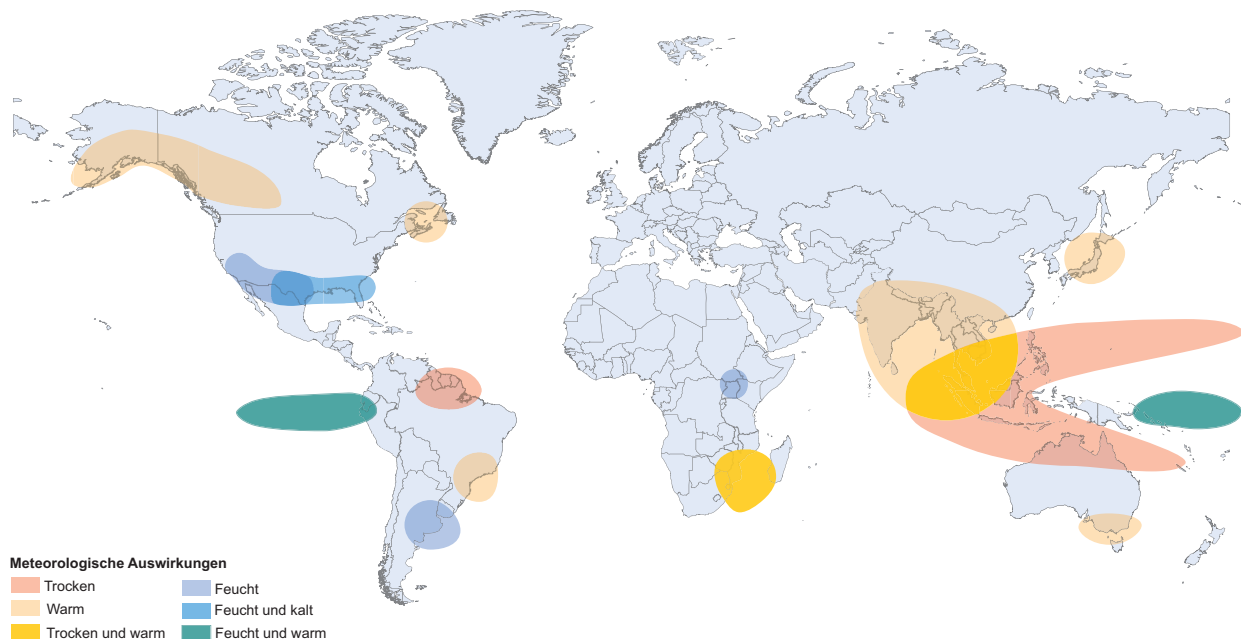 Meteorologische Auswirkungen
Trocken
Warm
Trocken und warm
Feucht
Feucht und kalt
Feucht und warm